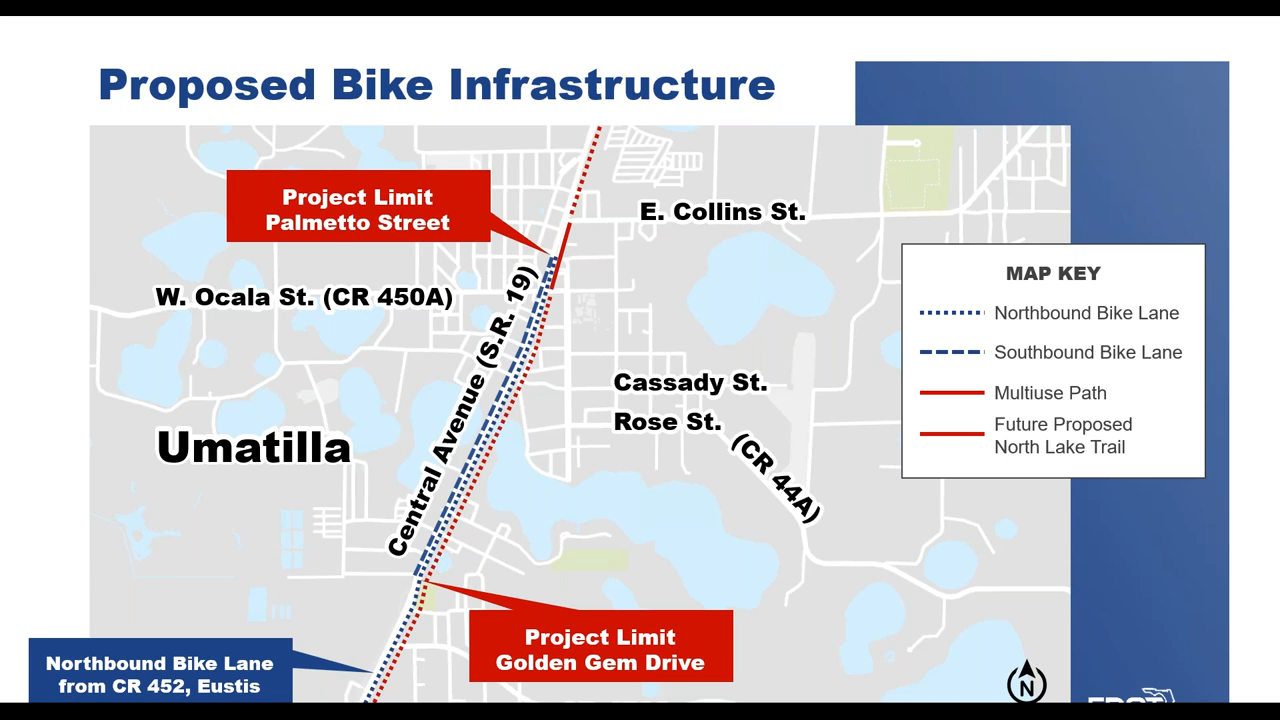 Proposed Bike Infrastructure
Project Limit
Palmetto Street
E. Collins St.
W. Ocala St. (CR 450A)
Central Avenue (S.R. 19)
MAP KEY
Northbound Bike Lane
Southbound Bike Lane
Multiuse Path
Future Proposed
North Lake Trail
Cassady St.
Rose St.
(CR 44A)
Umatilla
Project Limit
Golden Gem Drive
Northbound Bike Lane
from CR 452, Eustis
N